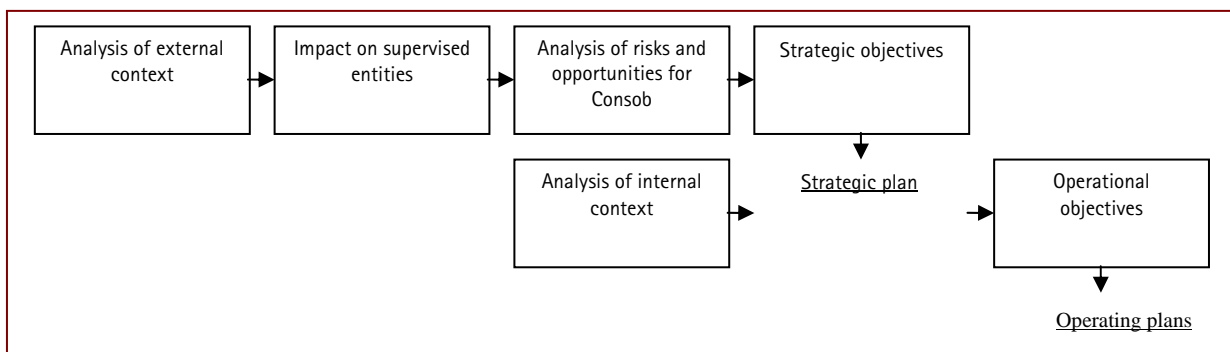 Analysis of external
context
Impact on supervised
entities
Analysis of risks and
opportunities for
Consob
Strategic objectives
Analysis of internal
context
Strategic plan
Operational
objectives
Operating plans